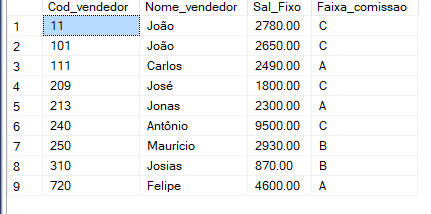 Cod_vendedor Nome_vendedor Sal_Fixo Faixa_comissao
1 11 João 2780.00 C
2 101 João 2650.00 C
3 111 Carlos 2490.00 A
4 209 José 1800.00 C
5 213 Jonas 2300.00 A
6 240 Antônio 9500.00 C
7 250 Maurício 2930.00 B
8 310 Josias 870.00 B
9 720 Felipe 4600.00 A